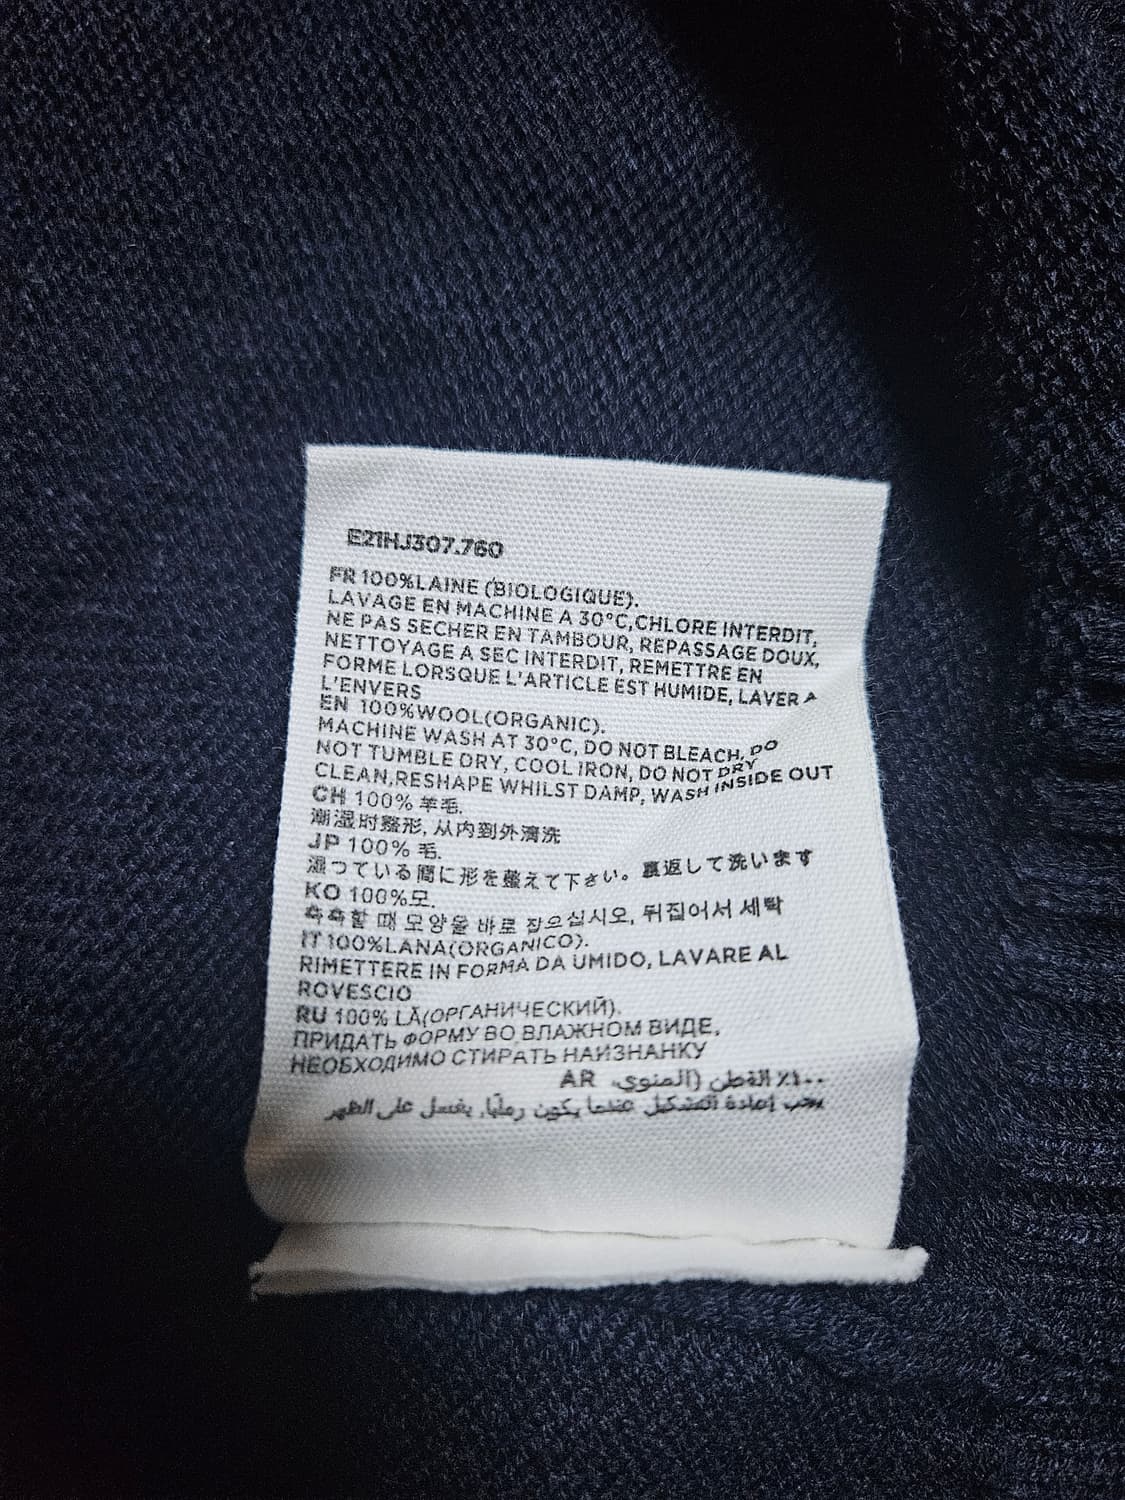 E21HJ307.760
FR 100%LAINE (BIOLOGIQUE).
LAVAGE EN MACHINE A 30°C,CHLORE INTERDIT,
NE PAS SECHER EN TAMBOUR, REPASSAGE DOUX,
NETTOYAGE A SEC INTERDIT, REMETTRE EN
FORME LORSQUE L'ARTICLE EST HUMIDE, LAVER A
L'ENVERS
EN 100%WOOL(ORGANIC).
MACHINE WASH AT 30°C, DO NOT BLEACH, DO
NOT TUMBLE DRY, COOL IRON, DO NOT DRY
CLEAN,RESHAPE WHILST DAMP, WASH INSIDE OUT
CH 100% 羊毛.
潮湿时整形, 从内到外清洗
JP 100% 毛.
湿っている間に形を整えて下さい。裏返して洗います
KO 100%모.
축축할 때 모양을 바로 잡으십시오, 뒤집어서 세탁
IT 100%LANA(ORGANICO).
RIMETTERE IN FORMA DA UMIDO, LAVARE AL
ROVESCIO
RU 100% LÃ(ОРГАНИЧЕСКИЙ).
ПРИДАТЬ ФОРМУ ВО ВЛАЖНОМ ВИДЕ,
НЕОБХОДИМО СТИРАТЬ НАИЗНАНКУ
١٠٠٪ القطن (المنوي. AR
يجب إعادة التشكيل عندما يكون رطبًا, يغسل على الظهر